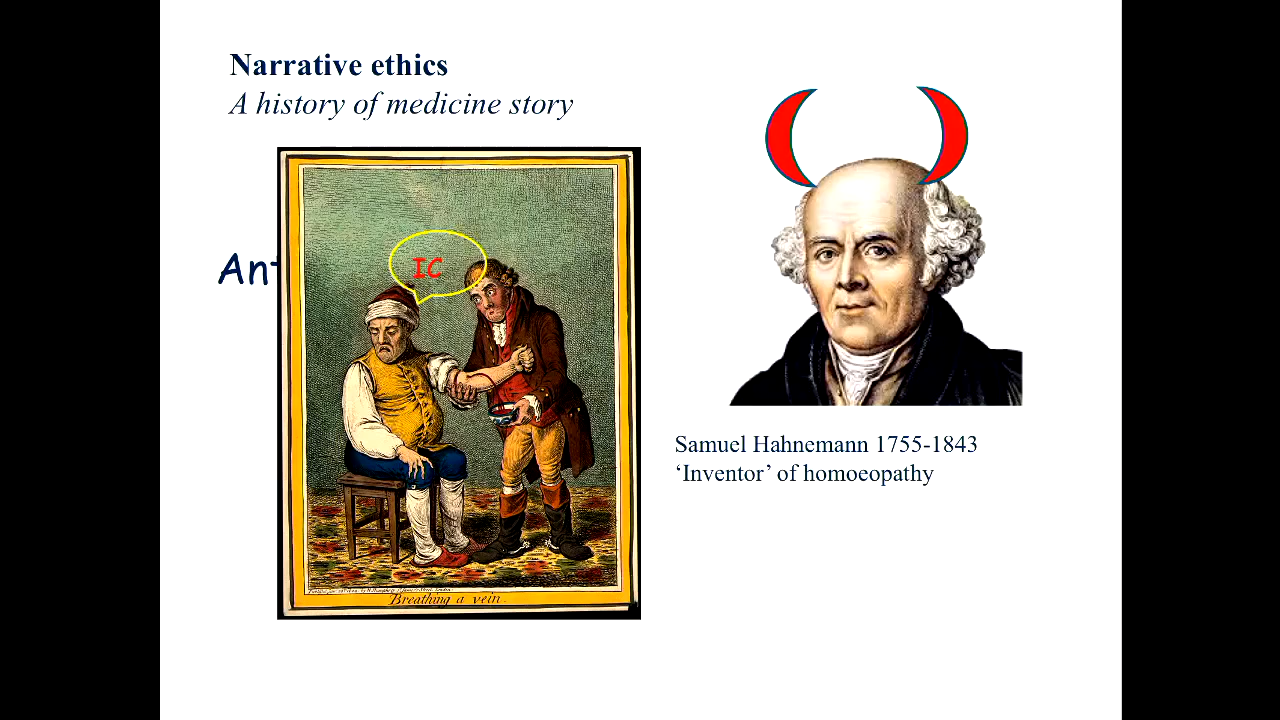 Narrative ethics
A history of medicine story
Ant
IC
Breathing a vein.
Samuel Hahnemann 1755-1843
‘Inventor’ of homoeopathy